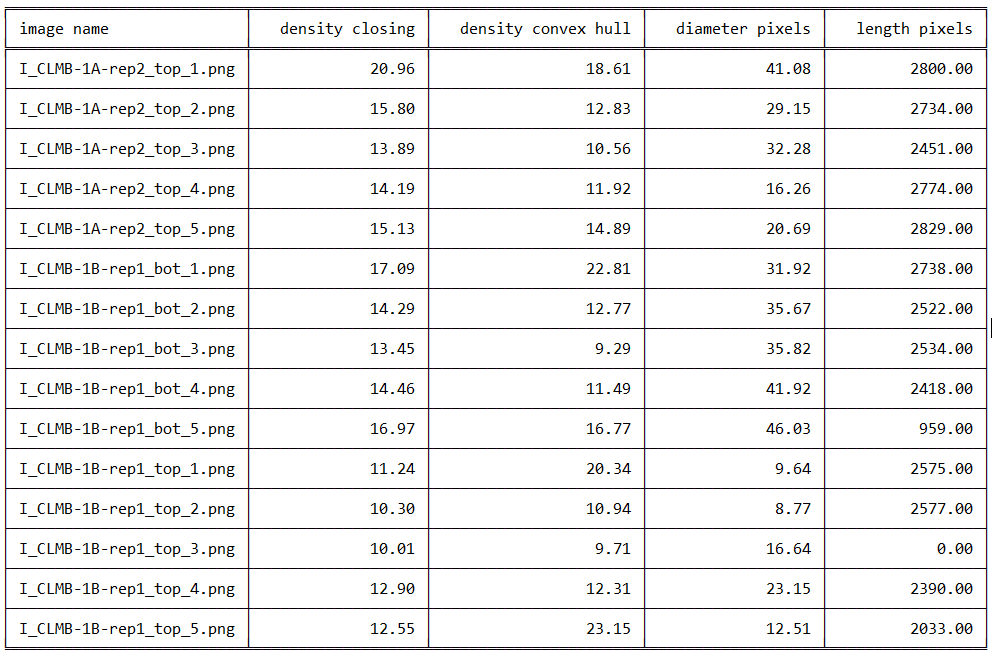 image name density closing density convex hull diameter pixels length pixels
I_CLMB-1A-rep2_top_1.png 20.96 18.61 41.08 2800.00
I_CLMB-1A-rep2_top_2.png 15.80 12.83 29.15 2734.00
I_CLMB-1A-rep2_top_3.png 13.89 10.56 32.28 2451.00
I_CLMB-1A-rep2_top_4.png 14.19 11.92 16.26 2774.00
I_CLMB-1A-rep2_top_5.png 15.13 14.89 20.69 2829.00
I_CLMB-1B-rep1_bot_1.png 17.09 22.81 31.92 2738.00
I_CLMB-1B-rep1_bot_2.png 14.29 12.77 35.67 2522.00
I_CLMB-1B-rep1_bot_3.png 13.45 9.29 35.82 2534.00
I_CLMB-1B-rep1_bot_4.png 14.46 11.49 41.92 2418.00
I_CLMB-1B-rep1_bot_5.png 16.97 16.77 46.03 959.00
I_CLMB-1B-rep1_top_1.png 11.24 20.34 9.64 2575.00
I_CLMB-1B-rep1_top_2.png 10.30 10.94 8.77 2577.00
I_CLMB-1B-rep1_top_3.png 10.01 9.71 16.64 0.00
I_CLMB-1B-rep1_top_4.png 12.90 12.31 23.15 2390.00
I_CLMB-1B-rep1_top_5.png 12.55 23.15 12.51 2033.00